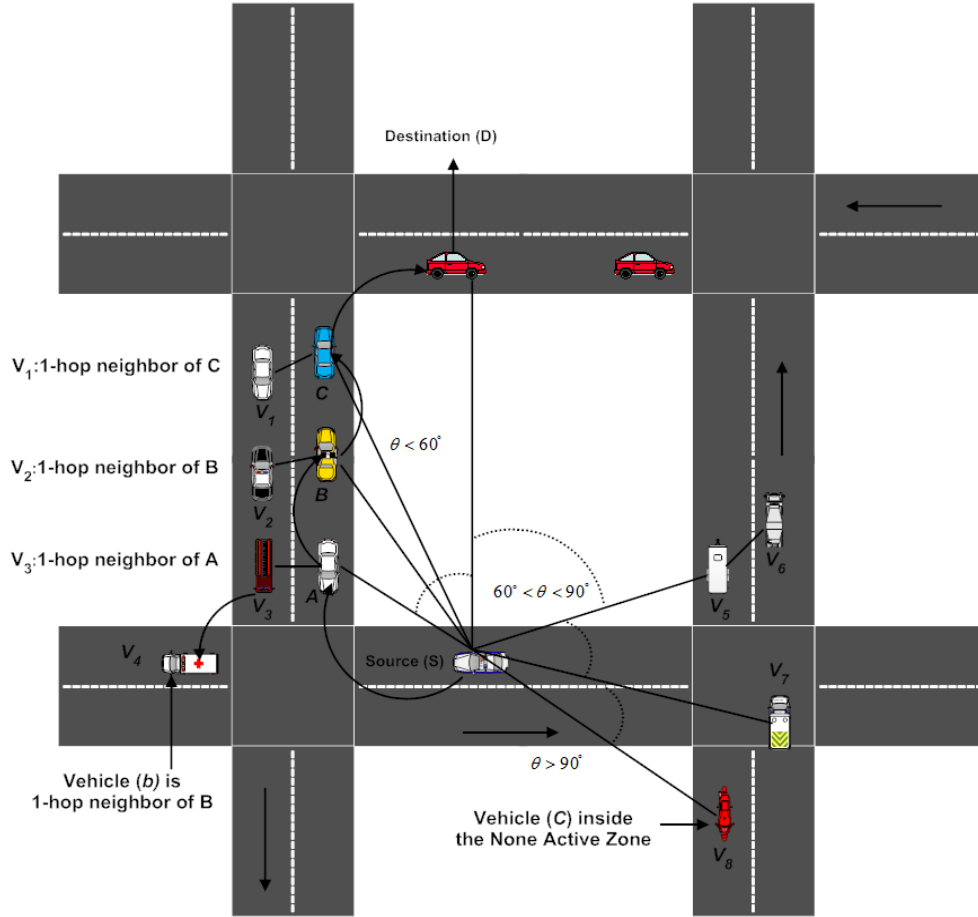 Destination (D)
V1:1-hop neighbor of C
C
V1
θ < 60°
V2:1-hop neighbor of B
B
V2
V3:1-hop neighbor of A
A
V3
V6
60° < θ < 90°
V5
V4
Source (S)
V7
θ > 90°
Vehicle (b) is
1-hop neighbor of B
Vehicle (C) inside
the None Active Zone
V8